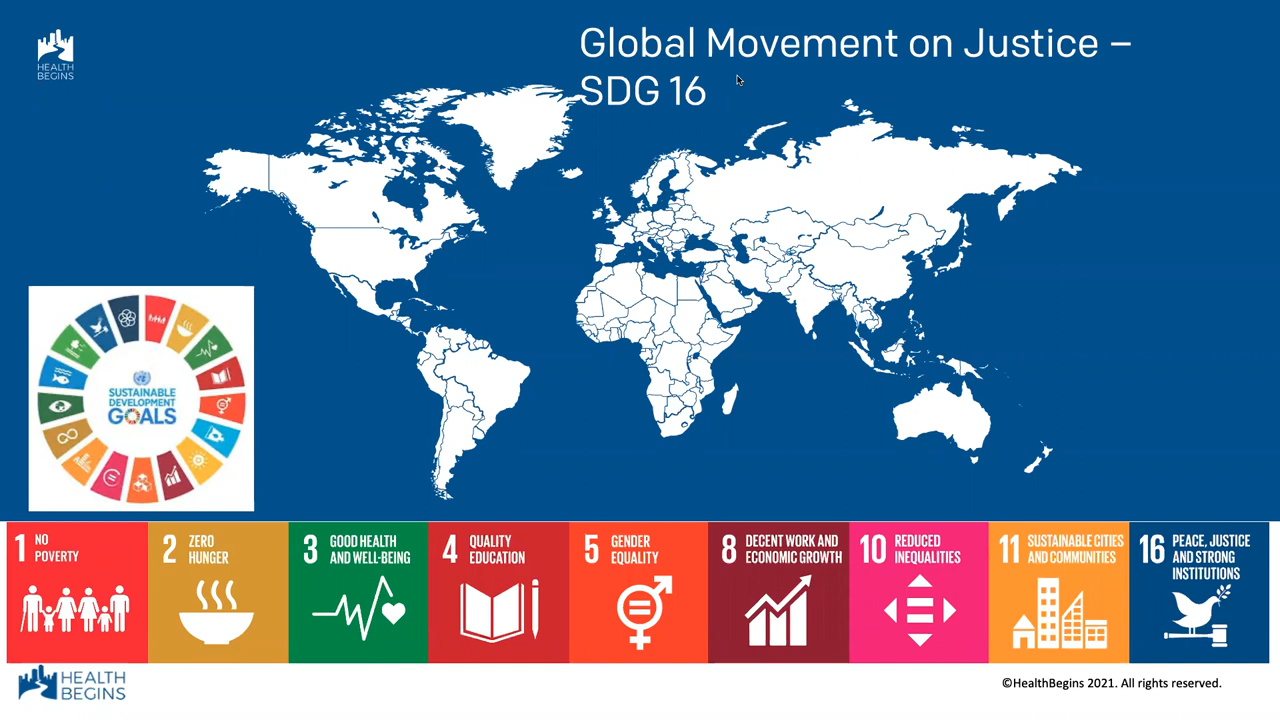 HEALTH
BEGINS
Global Movement on Justice –
SDG 16
SUSTAINABLE
DEVELOPMENT
GOALS
1 NO
POVERTY
2 ZERO
HUNGER
3 GOOD HEALTH
AND WELL-BEING
4 QUALITY
EDUCATION
5 GENDER
EQUALITY
8 DECENT WORK AND
ECONOMIC GROWTH
10 REDUCED
INEQUALITIES
11 SUSTAINABLE CITIES
AND COMMUNITIES
16 PEACE, JUSTICE
AND STRONG
INSTITUTIONS
HEALTH
BEGINS
©HealthBegins 2021. All rights reserved.